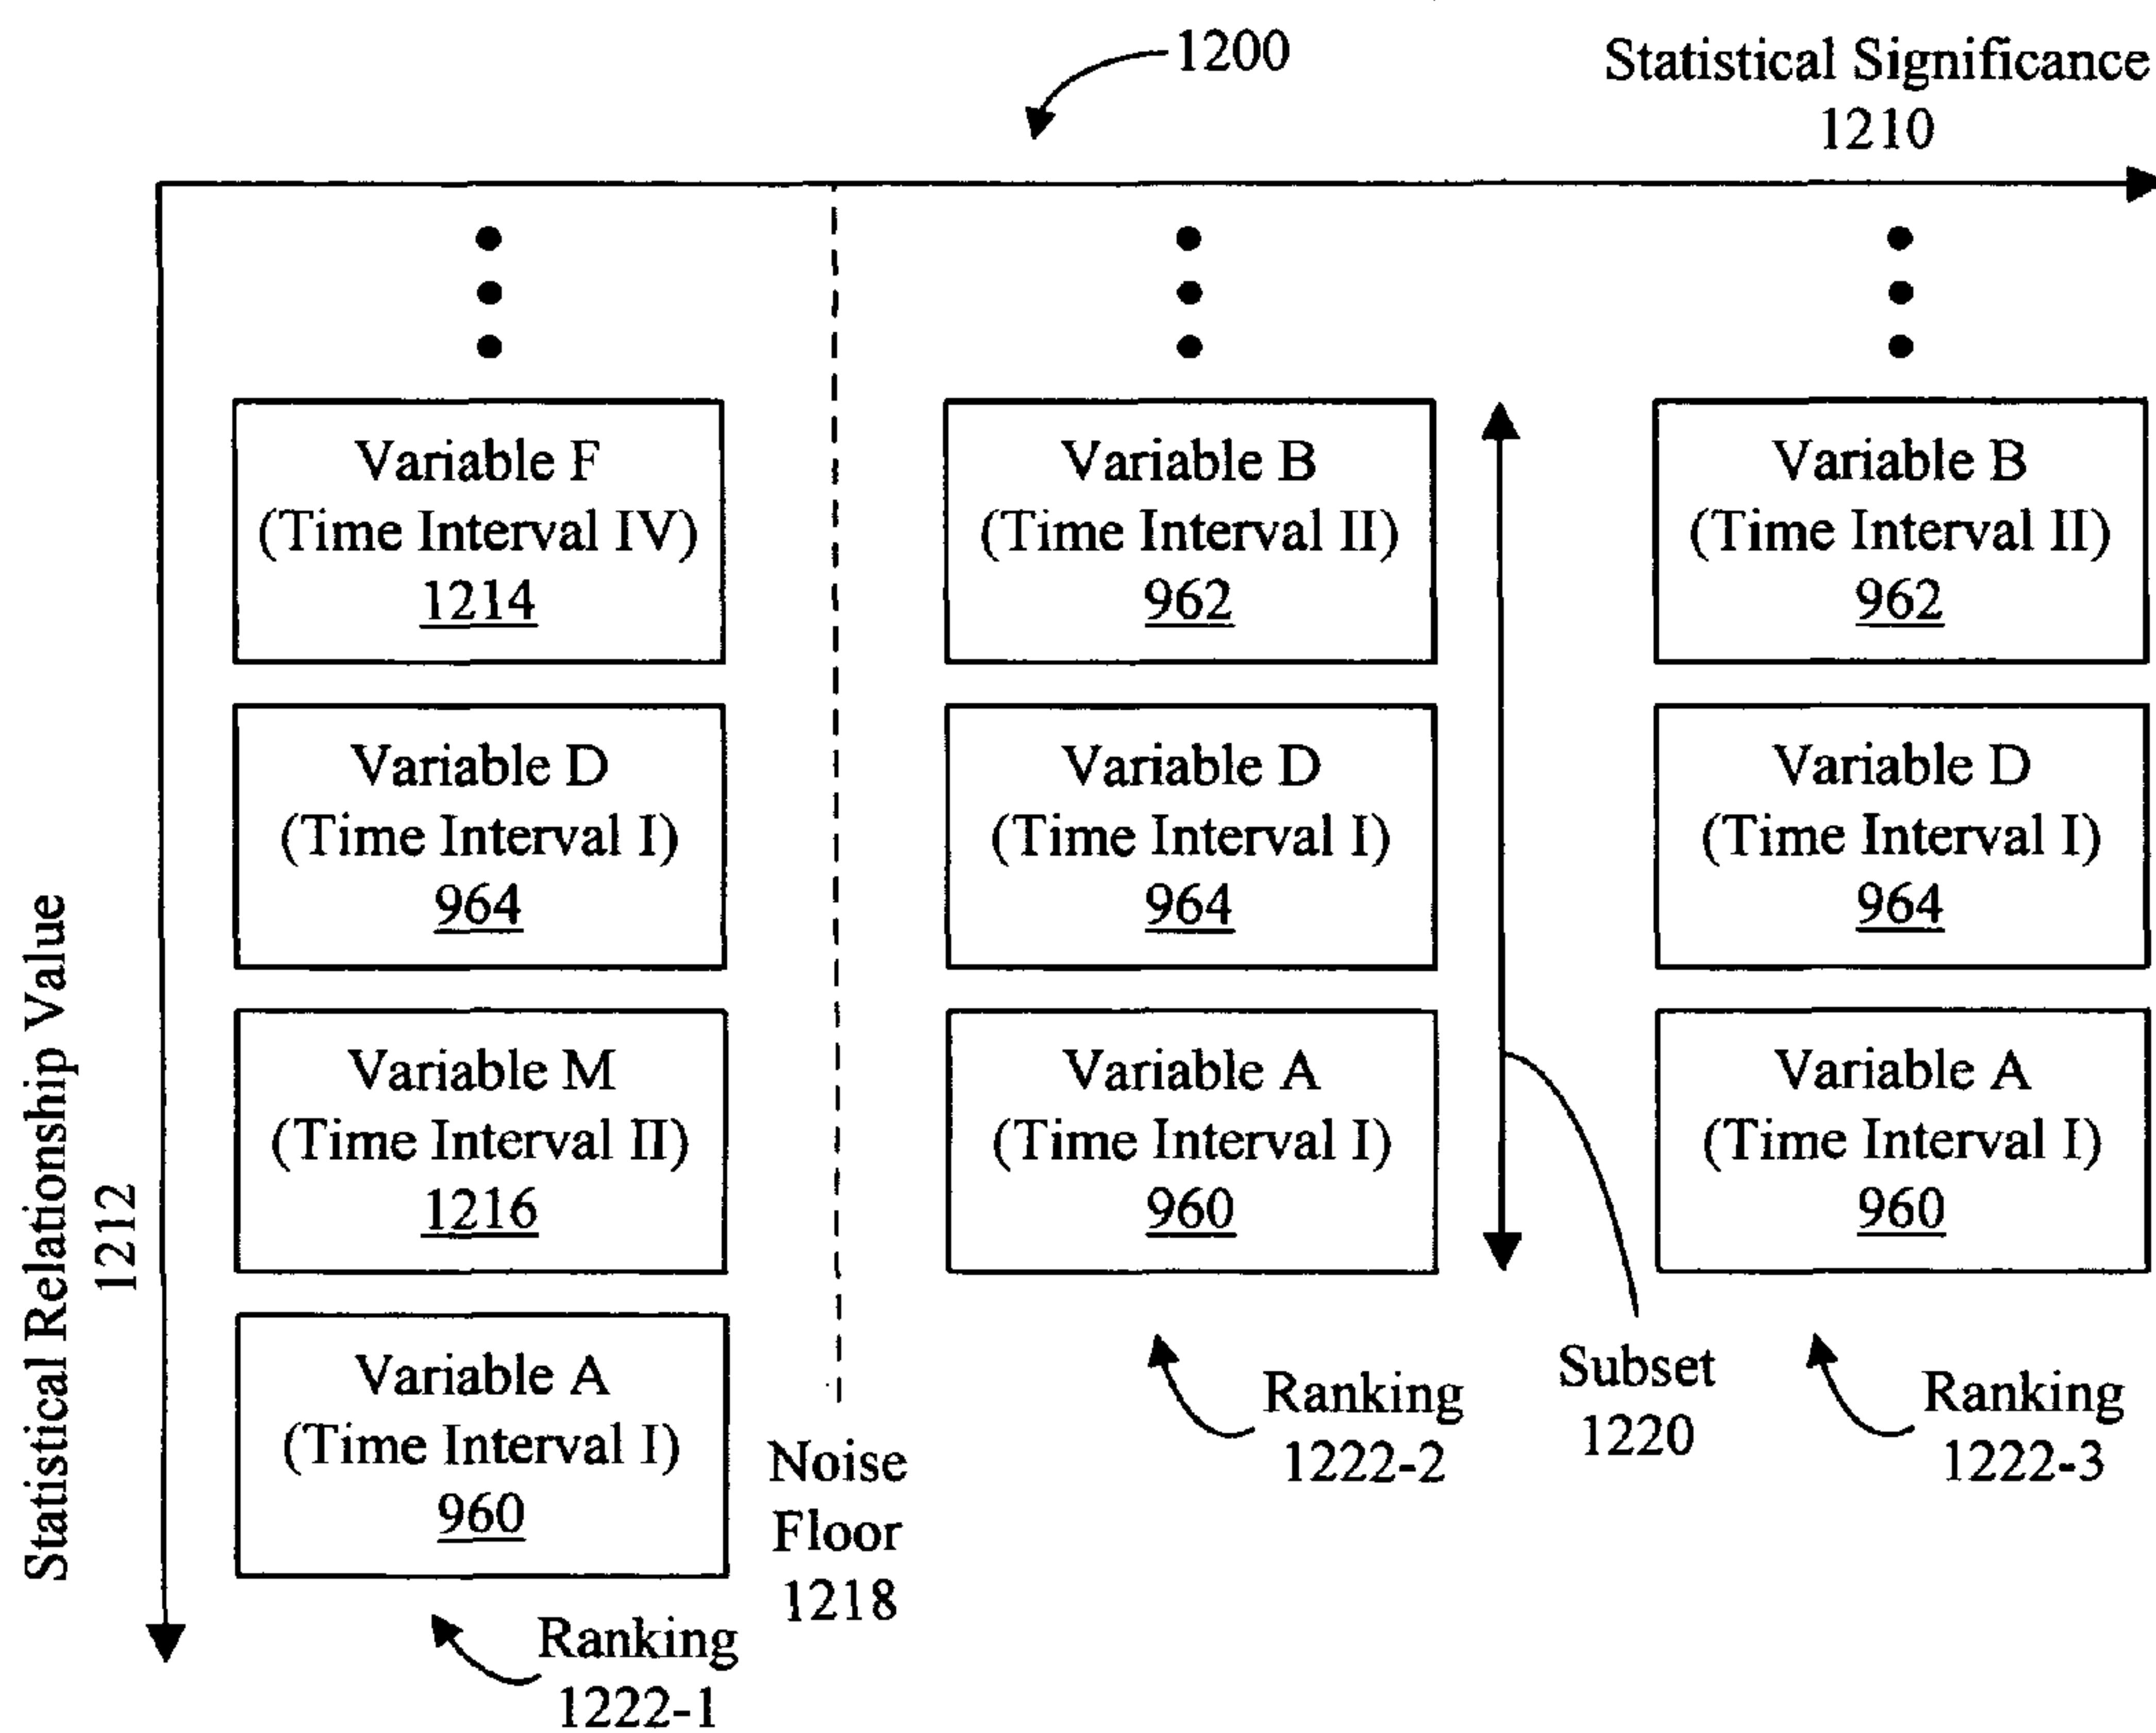 1200
Statistical Significance
1210
Variable F
(Time Interval IV)
1214
Variable B
(Time Interval II)
962
Variable B
(Time Interval II)
962
Variable D
(Time Interval I)
964
Variable D
(Time Interval I)
964
Variable D
(Time Interval I)
964
Statistical Relationship Value
1212
Variable M
(Time Interval II)
1216
Variable A
(Time Interval I)
960
Variable A
(Time Interval I)
960
Variable A
(Time Interval I)
960
Noise
Floor
1218
Ranking
1222-1
Ranking
1222-2
Subset
1220
Ranking
1222-3